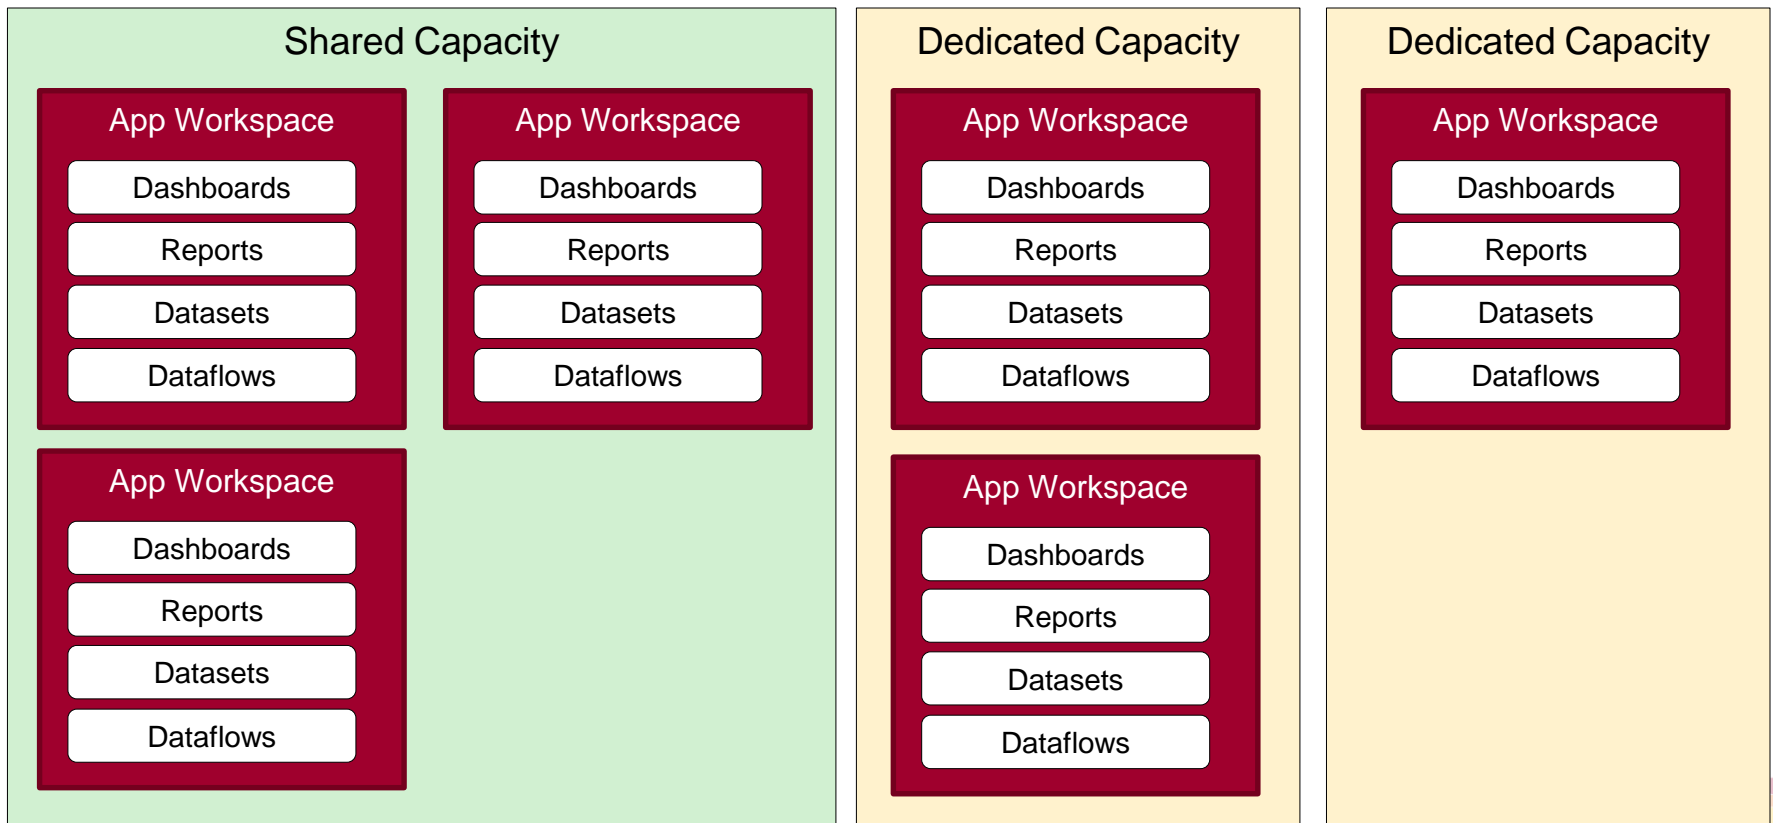 Shared Capacity
App Workspace
Dashboards
Reports
Datasets
Dataflows
App Workspace
Dashboards
Reports
Datasets
Dataflows
App Workspace
Dashboards
Reports
Datasets
Dataflows
Dedicated Capacity
App Workspace
Dashboards
Reports
Datasets
Dataflows
App Workspace
Dashboards
Reports
Datasets
Dataflows
Dedicated Capacity
App Workspace
Dashboards
Reports
Datasets
Dataflows